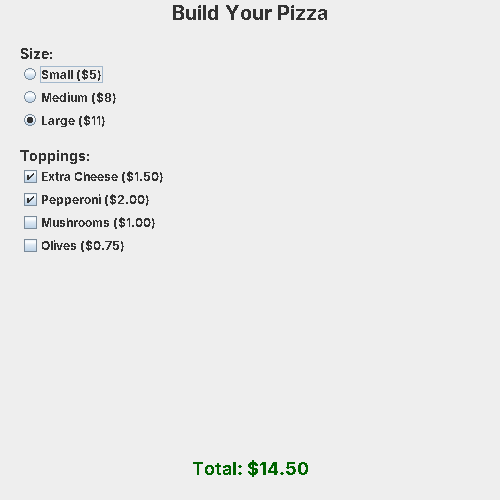 Build Your Pizza
Size:
Small ($5)
Medium ($8)
Large ($11)
Toppings:
Extra Cheese ($1.50)
Pepperoni ($2.00)
Mushrooms ($1.00)
Olives ($0.75)
Total: $14.50